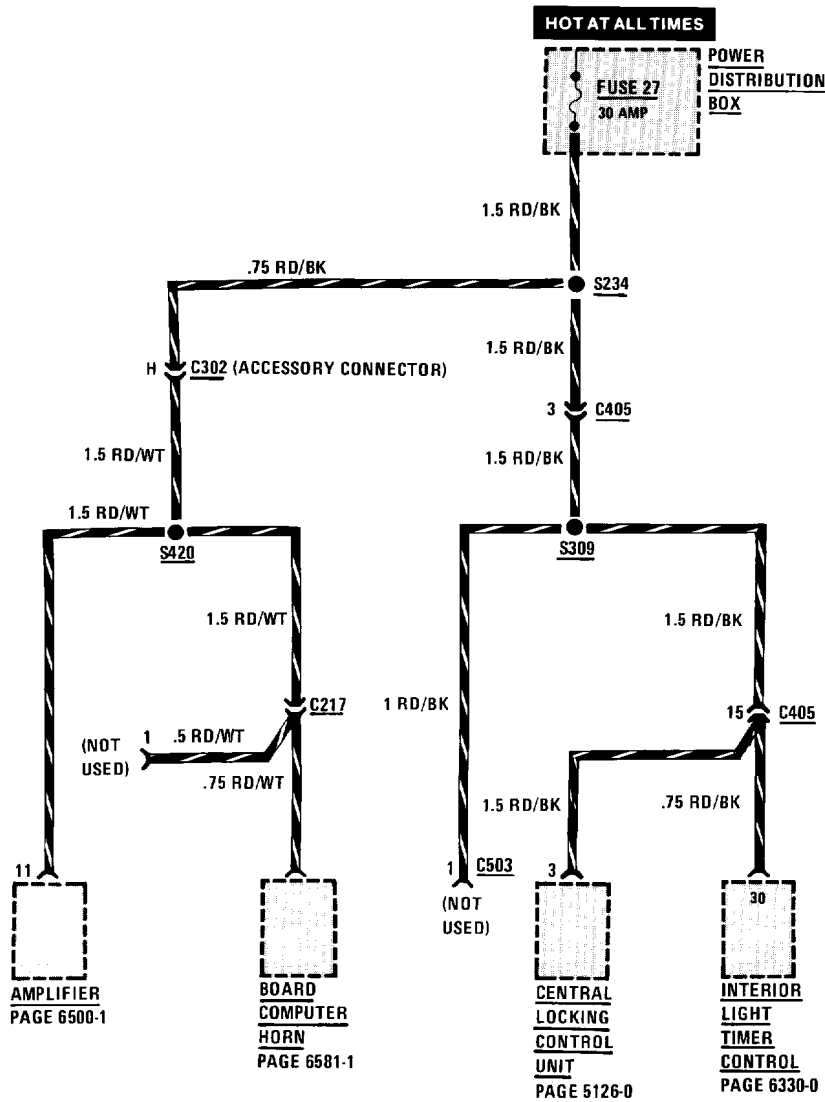 HOT AT ALL TIMES
POWER
DISTRIBUTION
BOX
FUSE 27
30 AMP
1.5 RD/BK
.75 RD/BK
S234
1.5 RD/BK
H
C302 (ACCESSORY CONNECTOR)
3
C405
1.5 RD/WT
1.5 RD/BK
1.5 RD/WT
S420
S309
1.5 RD/WT
1.5 RD/BK
C217
1 RD/BK
15
C405
1
.5 RD/WT
(NOT
USED)
.75 RD/WT
1.5 RD/BK
.75 RD/BK
11
1
C503
(NOT
USED)
3
30
AMPLIFIER
PAGE 6500-1
BOARD
COMPUTER
HORN
PAGE 6581-1
CENTRAL
LOCKING
CONTROL
UNIT
PAGE 5126-0
INTERIOR
LIGHT
TIMER
CONTROL
PAGE 6330-0